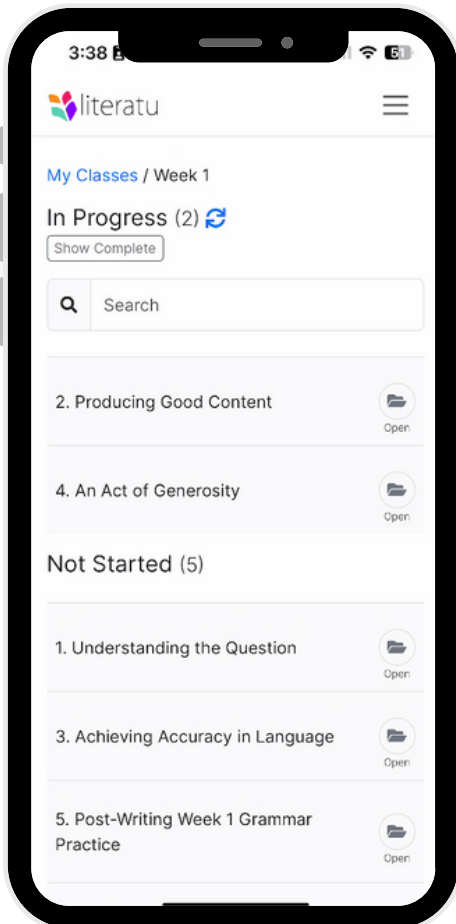 3:38
literatu
My Classes / Week 1
In Progress (2)
Show Complete
Search
2. Producing Good Content
Open
4. An Act of Generosity
Open
Not Started (5)
1. Understanding the Question
Open
3. Achieving Accuracy in Language
Open
5. Post-Writing Week 1 Grammar
Practice
Open